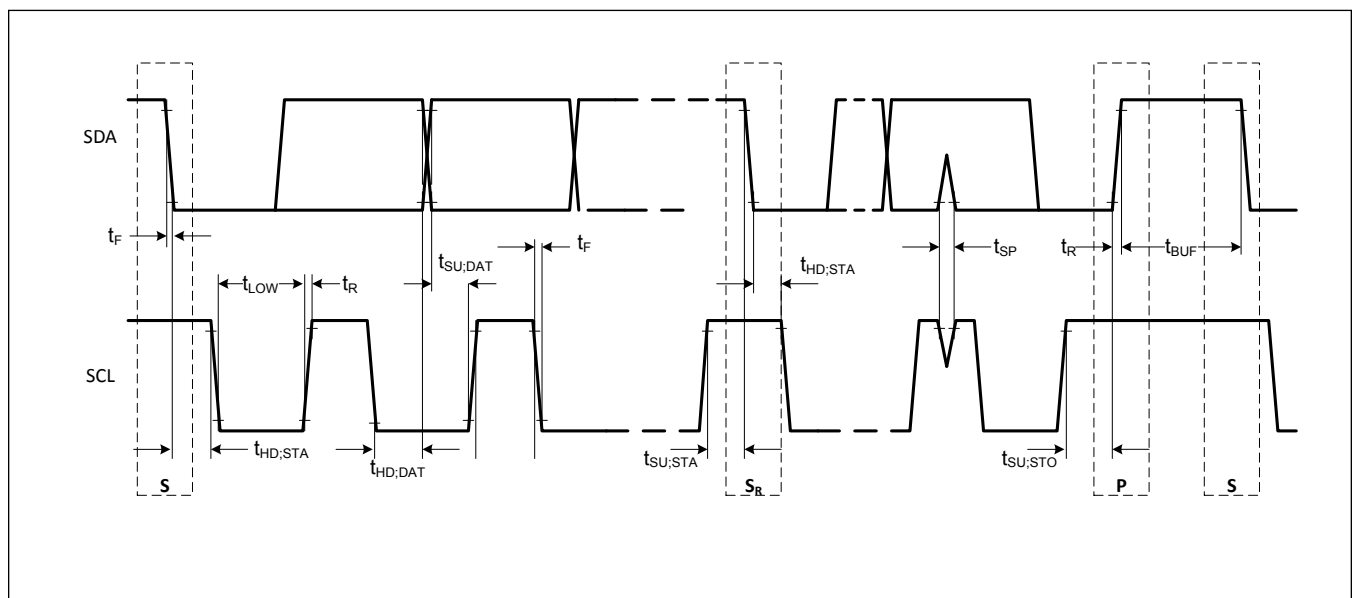 SDA
t_F
t_F
t_SU;DAT
t_HD;STA
t_SP
t_R
t_BUF
t_LOW
t_R
SCL
t_HD;STA
t_HD;DAT
t_SU;STA
t_SU;STO
S
S_R
P
S